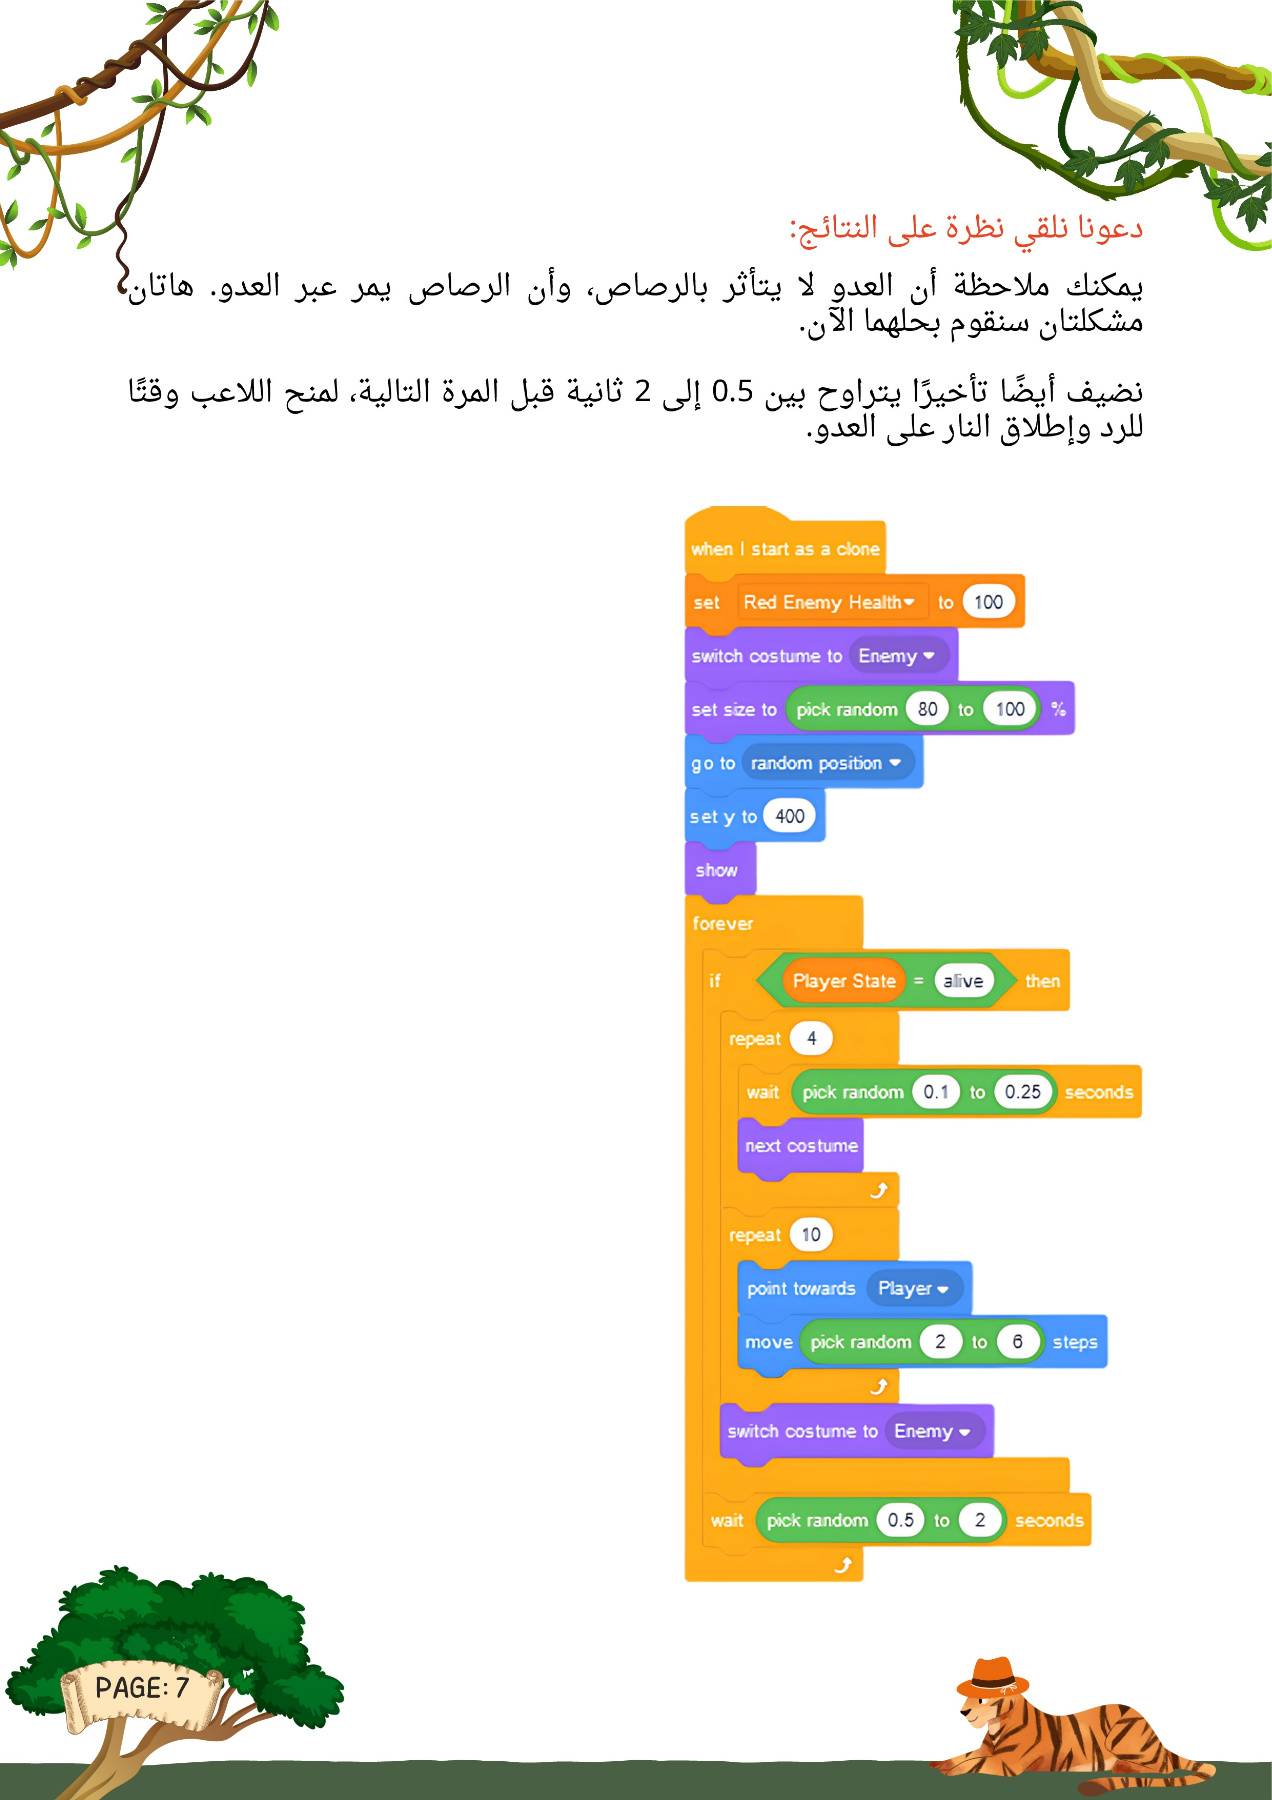 دعونا نلقي نظرة على النتائج:
يمكنك ملاحظة أن العدو لا يتأثر بالرصاص، وأن الرصاص يمر عبر العدو. هاتان
مشكلتان سنقوم بحلهما الآن.
نضيف أيضًا تأخيرًا يتراوح بين 0.5 إلى 2 ثانية قبل المرة التالية، لمنح اللاعب وقتًا
للرد وإطلاق النار على العدو.
when I start as a clone
set Red Enemy Health to 100
switch costume to Enemy
set size to pick random 80 to 100 %
go to random position
set y to 400
show
forever
if Player State = alive then
repeat 4
wait pick random 0.1 to 0.25 seconds
next costume
repeat 10
point towards Player
move pick random 2 to 6 steps
switch costume to Enemy
wait pick random 0.5 to 2 seconds
PAGE: 7